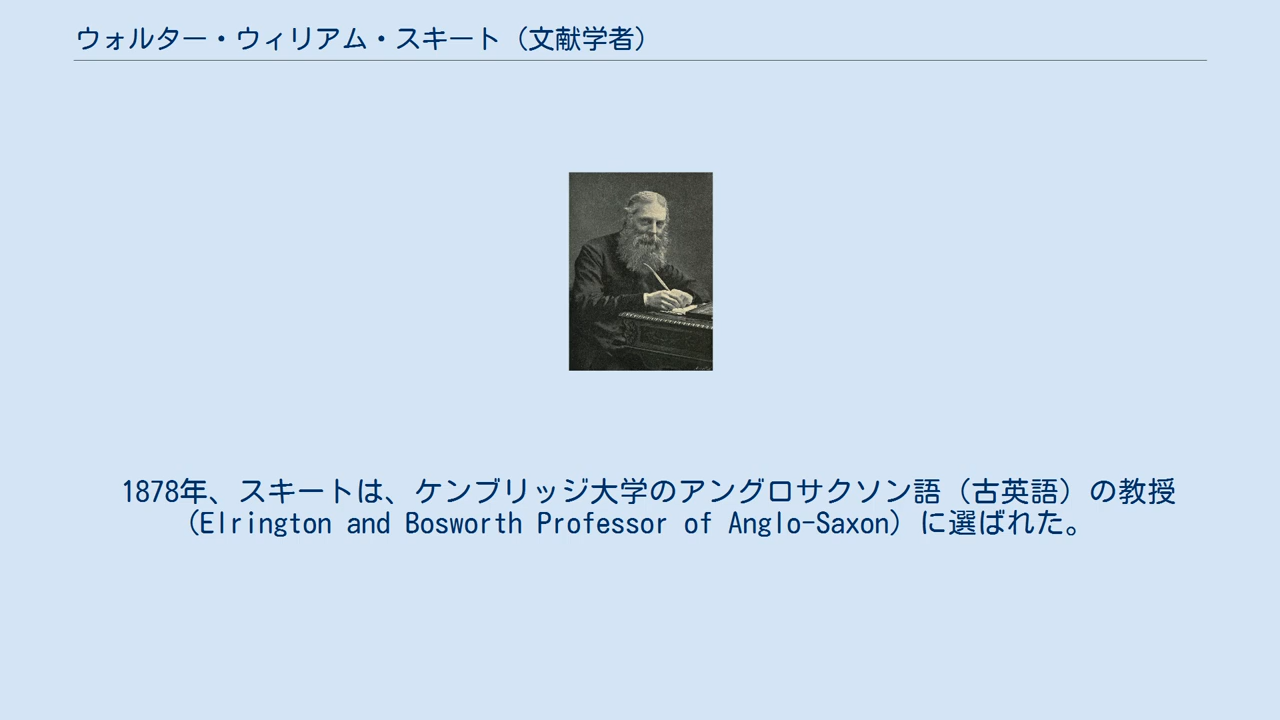 ウォルター・ウィリアム・スキート（文献学者）
1878年、スキートは、ケンブリッジ大学のアングロサクソン語（古英語）の教授
（Elrington and Bosworth Professor of Anglo-Saxon）に選ばれた。